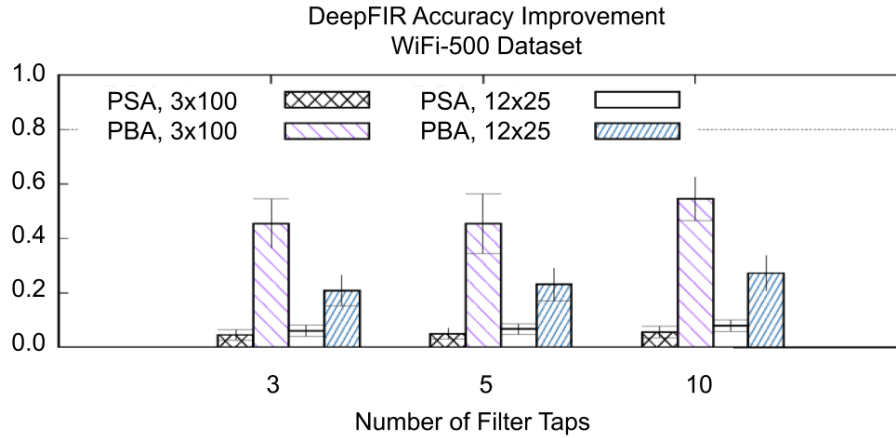 DeepFIR Accuracy Improvement
WiFi-500 Dataset
1.0
0.8
0.6
0.4
0.2
0.0
PSA, 3x100 PSA, 12x25
PBA, 3x100 PBA, 12x25
3 5 10
Number of Filter Taps